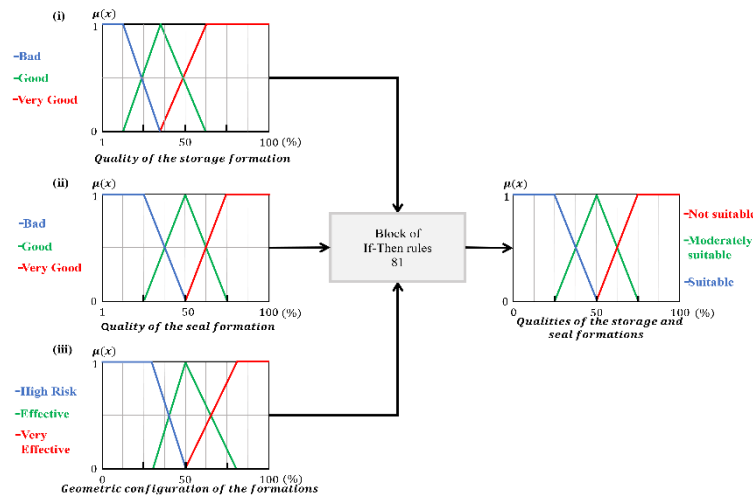 (i)
μ(x)
1
Bad
Good
Very Good
0
1 50 100 (%)
Quality of the storage formation
(ii)
μ(x)
1
Bad
Good
Very Good
0
1 50 100 (%)
Quality of the seal formation
(iii)
μ(x)
1
High Risk
Effective
Very
Effective
0
0 50 100 (%)
Geometric configuration of the formations
Block of
If-Then rules
81
μ(x)
1
Not suitable
Moderately
suitable
Suitable
0
0 50 100 (%)
Qualities of the storage and
seal formations